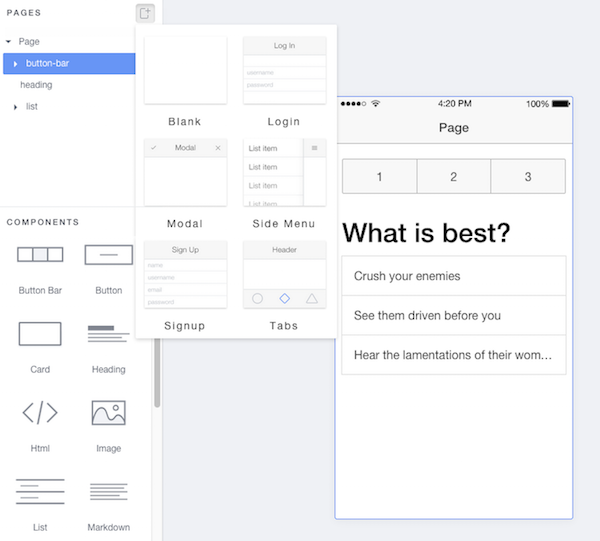 PAGES
Page
button-bar
heading
list
Log In
username
password
Blank
Login
Modal
List item
List item
List item
List item
Modal
Side Menu
Sign Up
name
username
email
password
Header
Signup
Tabs
COMPONENTS
Button Bar
Button
Card
Heading
Html
Image
List
Markdown
4:20 PM
100%
Page
1
2
3
What is best?
Crush your enemies
See them driven before you
Hear the lamentations of their wom...